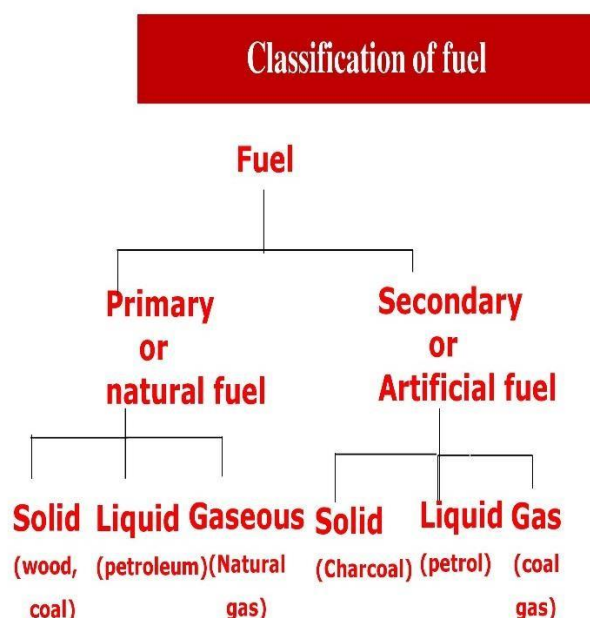 Classification of fuel
Fuel
Primary
or
natural fuel
Secondary
or
Artificial fuel
Solid
(wood,
coal)
Liquid
(petroleum)
Gaseous
(Natural
gas)
Solid
(Charcoal)
Liquid
(petrol)
Gas
(coal
gas)